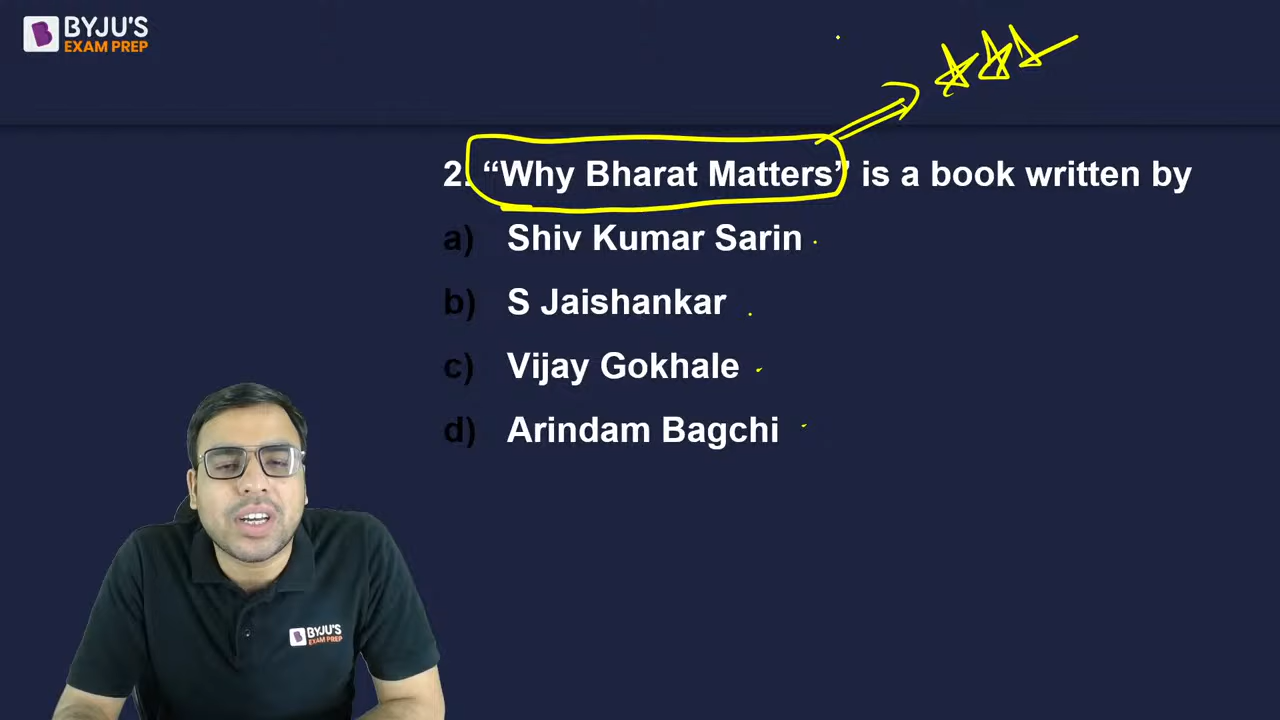 BYJU'S
EXAM PREP
2. “Why Bharat Matters” is a book written by
a) Shiv Kumar Sarin
b) S Jaishankar
c) Vijay Gokhale
d) Arindam Bagchi
BYJU'S
EXAM PREP